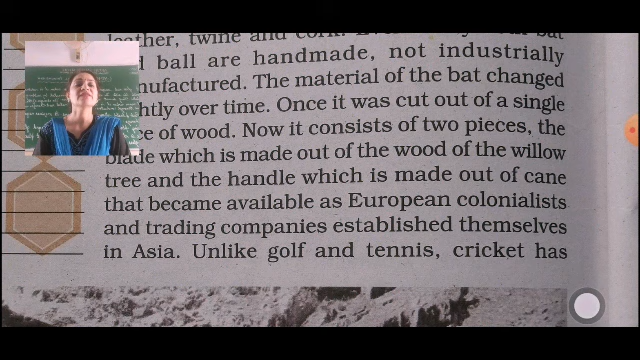 leather, twine and cork.
ball are handmade, not industrially
manufactured. The material of the bat changed
slightly over time. Once it was cut out of a single
piece of wood. Now it consists of two pieces, the
blade which is made out of the wood of the willow
tree and the handle which is made out of cane
that became available as European colonialists
and trading companies established themselves
in Asia. Unlike golf and tennis, cricket has